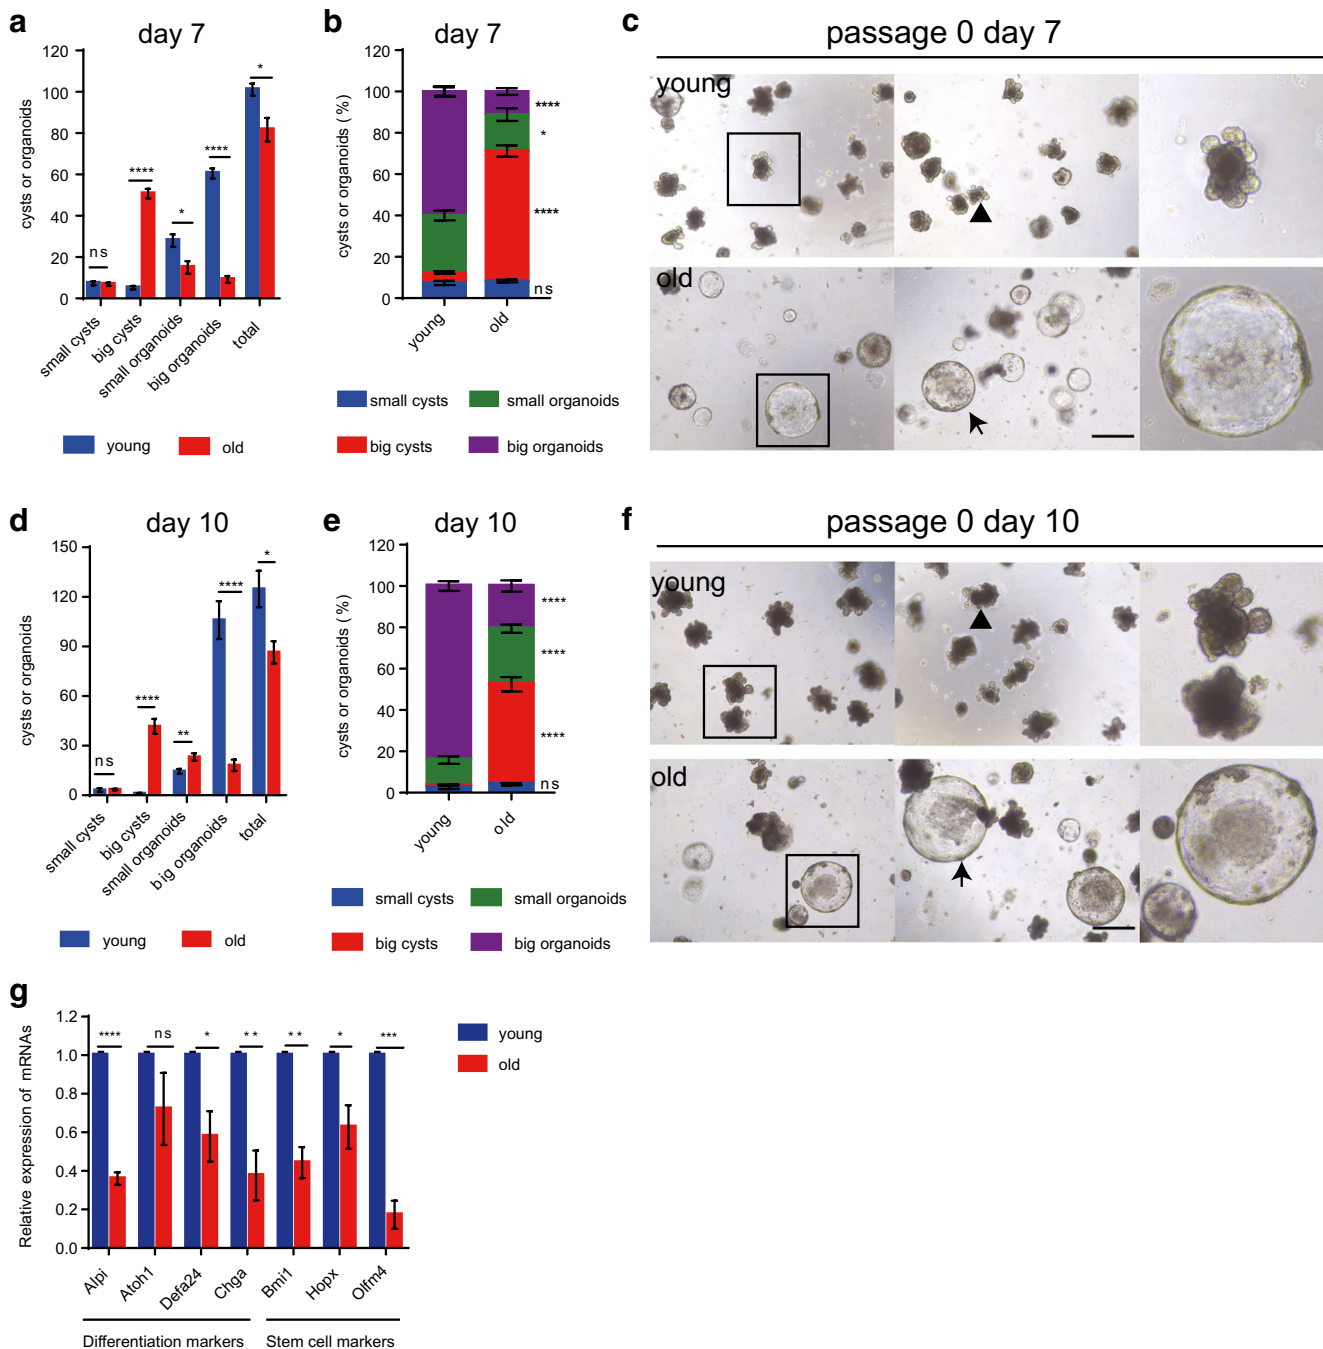 a
day 7
120
100
80
60
40
20
0
cysts or organoids
ns
****
*
****
*
small cysts
big cysts
small organoids
big organoids
total
young
old
b
day 7
120
100
80
60
40
20
0
cysts or organoids (%)
****
*
****
ns
young
old
small cysts
small organoids
big cysts
big organoids
c
passage 0 day 7
young
old
d
day 10
150
120
90
60
30
0
cysts or organoids
ns
****
**
****
*
small cysts
big cysts
small organoids
big organoids
total
young
old
e
day 10
120
100
80
60
40
20
0
cysts or organoids (%)
****
****
****
ns
young
old
small cysts
small organoids
big cysts
big organoids
f
passage 0 day 10
young
old
g
1.2
1.0
0.8
0.6
0.4
0.2
0.0
Relative expression of mRNAs
****
ns
*
**
**
*
***
Alpi
Atoh1
Defa24
Chga
Bmi1
Hopx
Olfm4
Differentiation markers
Stem cell markers
young
old